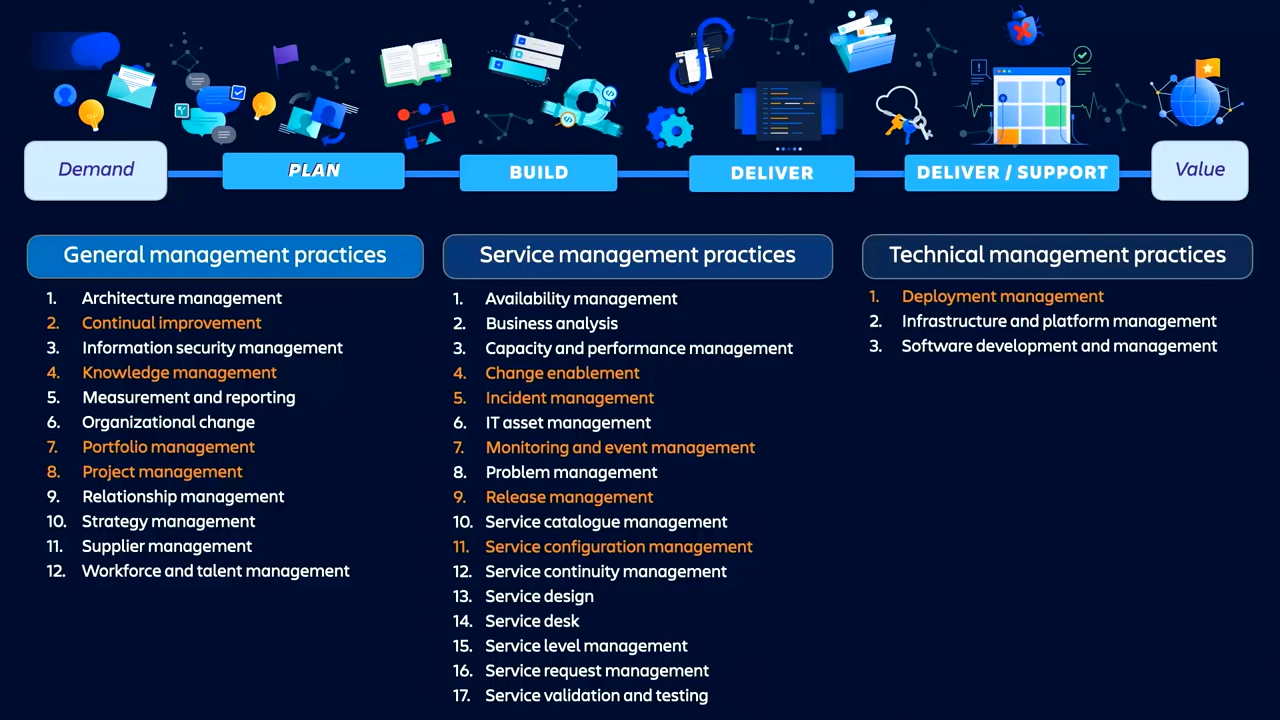 Demand
PLAN
BUILD
DELIVER
DELIVER / SUPPORT
Value
General management practices
1. Architecture management
2. Continual improvement
3. Information security management
4. Knowledge management
5. Measurement and reporting
6. Organizational change
7. Portfolio management
8. Project management
9. Relationship management
10. Strategy management
11. Supplier management
12. Workforce and talent management
Service management practices
1. Availability management
2. Business analysis
3. Capacity and performance management
4. Change enablement
5. Incident management
6. IT asset management
7. Monitoring and event management
8. Problem management
9. Release management
10. Service catalogue management
11. Service configuration management
12. Service continuity management
13. Service design
14. Service desk
15. Service level management
16. Service request management
17. Service validation and testing
Technical management practices
1. Deployment management
2. Infrastructure and platform management
3. Software development and management